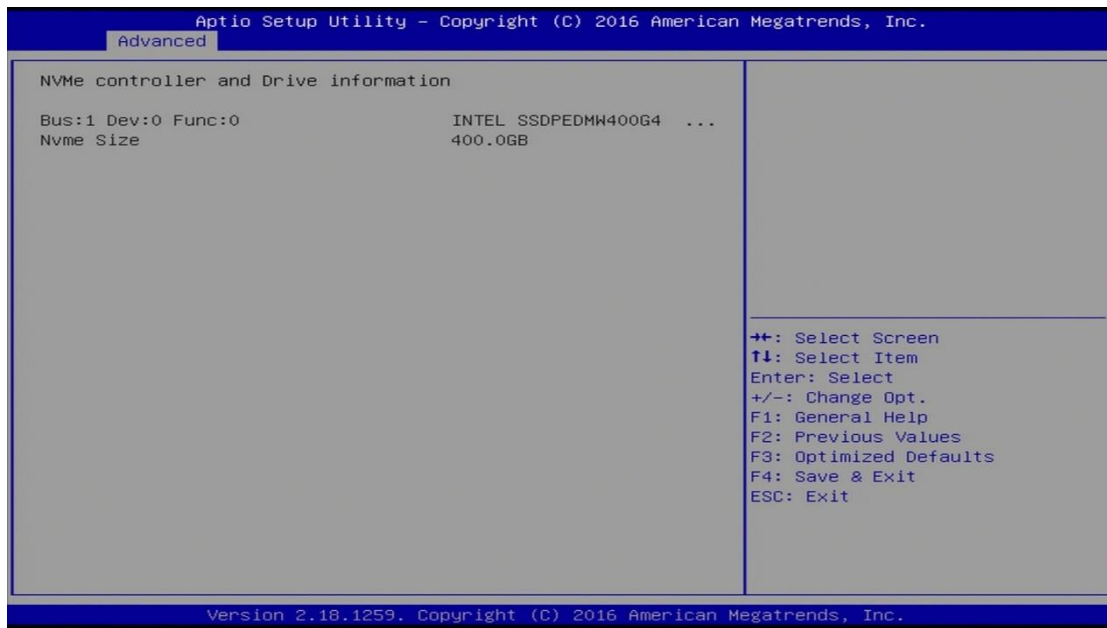 Aptio Setup Utility – Copyright (C) 2016 American Megatrends, Inc.
Advanced
NVMe controller and Drive information
Bus:1 Dev:0 Func:0 INTEL SSDPEDMW400G4 ...
Nvme Size 400.0GB
→←: Select Screen
↑↓: Select Item
Enter: Select
+/-: Change Opt.
F1: General Help
F2: Previous Values
F3: Optimized Defaults
F4: Save & Exit
ESC: Exit
Version 2.18.1259. Copyright (C) 2016 American Megatrends, Inc.